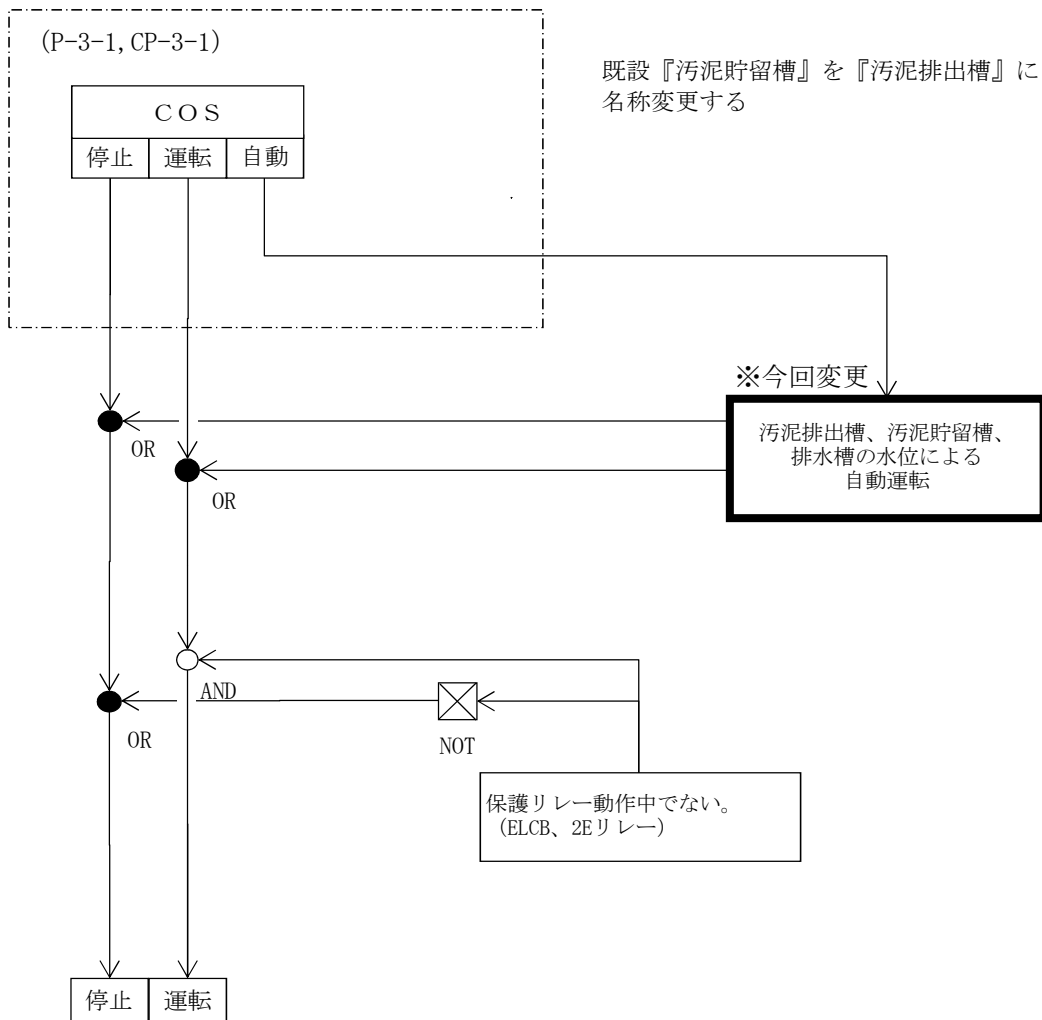 (P-3-1,CP-3-1)
既設『汚泥貯留槽』を『汚泥排出槽』に
名称変更する
ＣＯＳ
停止 運転 自動
※今回変更
汚泥排出槽、汚泥貯留槽、
排水槽の水位による
自動運転
OR
OR
AND
OR
NOT
保護リレー動作中でない。
（ELCB、2Eリレー）
停止 運転